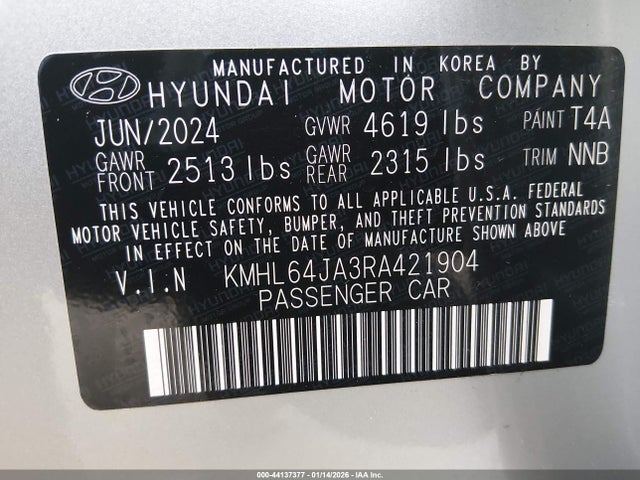 MANUFACTURED IN KOREA BY
HYUNDAI MOTOR COMPANY
JUN/2024 GVWR 4619 lbs PAINT T4A
GAWR FRONT 2513 lbs GAWR REAR 2315 lbs TRIM NNB
THIS VEHICLE CONFORMS TO ALL APPLICABLE U.S.A. FEDERAL
MOTOR VEHICLE SAFETY, BUMPER, AND THEFT PREVENTION STANDARDS
IN EFFECT ON THE DATE OF MANUFACTURE SHOWN ABOVE.
V.I.N KMHL64JA3RA421904
PASSENGER CAR
000-44137377 - 01/14/2026 - IAAI.COM